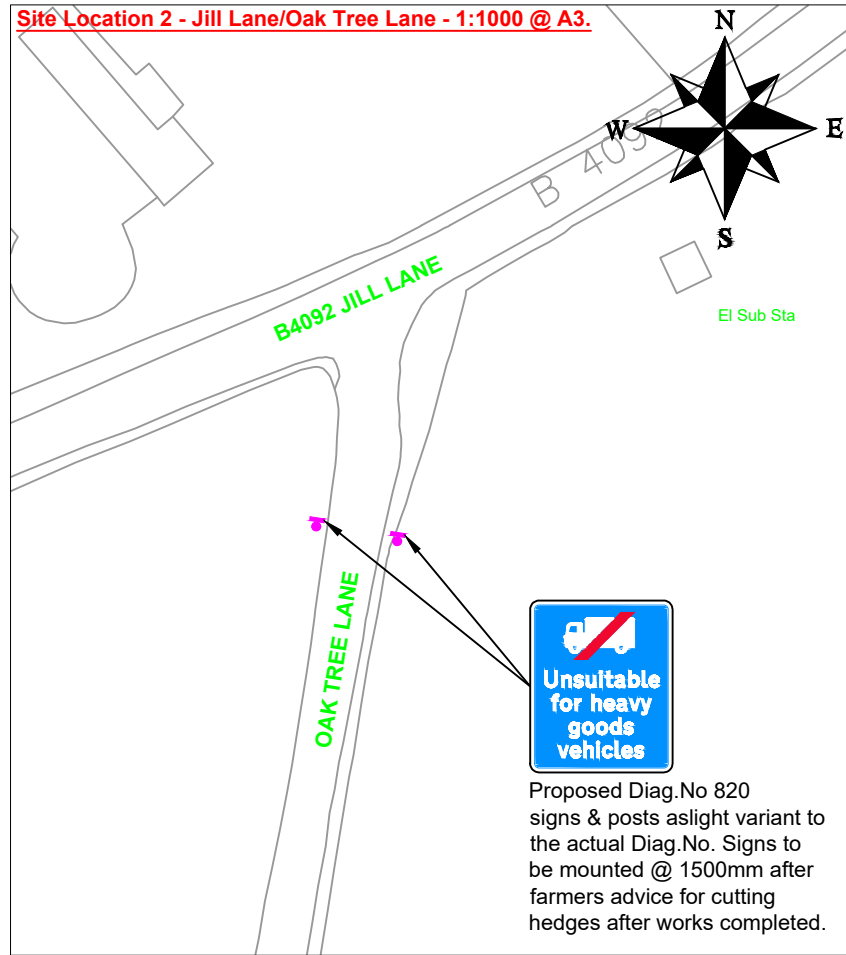 Site Location 2 - Jill Lane/Oak Tree Lane - 1:1000 @ A3.
N
W
E
S
B 409
B4092 JILL LANE
El Sub Sta
OAK TREE LANE
Unsuitable
for heavy
goods
vehicles
Proposed Diag.No 820
signs & posts aslight variant to
the actual Diag.No. Signs to
be mounted @ 1500mm after
farmers advice for cutting
hedges after works completed.